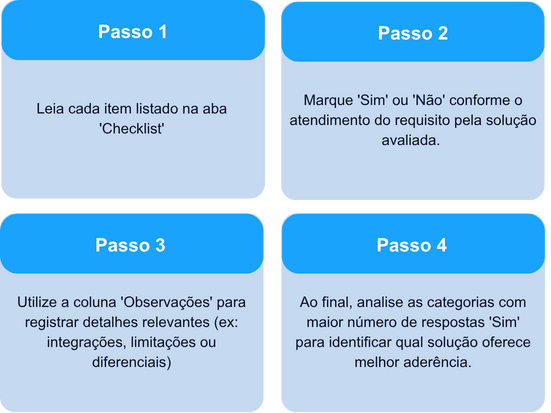 Passo 1
Leia cada item listado na aba
'Checklist'
Passo 2
Marque 'Sim' ou 'Não' conforme o
atendimento do requisito pela solução
avaliada.
Passo 3
Utilize a coluna 'Observações' para
registrar detalhes relevantes (ex:
integrações, limitações ou
diferenciais)
Passo 4
Ao final, analise as categorias com
maior número de respostas 'Sim'
para identificar qual solução oferece
melhor aderência.